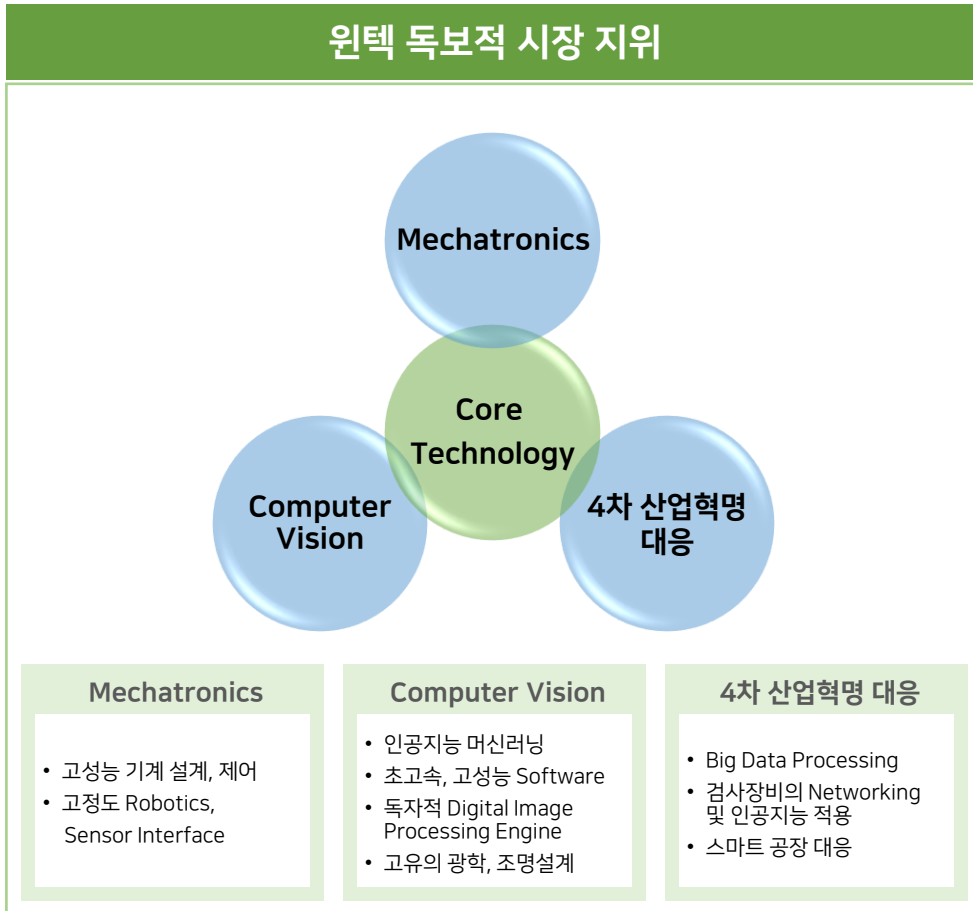 윈텍 독보적 시장 지위
Mechatronics
Core
Technology
Computer
Vision
4차 산업혁명
대응
Mechatronics
• 고성능 기계 설계, 제어
• 고정도 Robotics,
Sensor Interface
Computer Vision
• 인공지능 머신러닝
• 초고속, 고성능 Software
• 독자적 Digital Image
Processing Engine
• 고유의 광학, 조명설계
4차 산업혁명 대응
• Big Data Processing
• 검사장비의 Networking
및 인공지능 적용
• 스마트 공장 대응